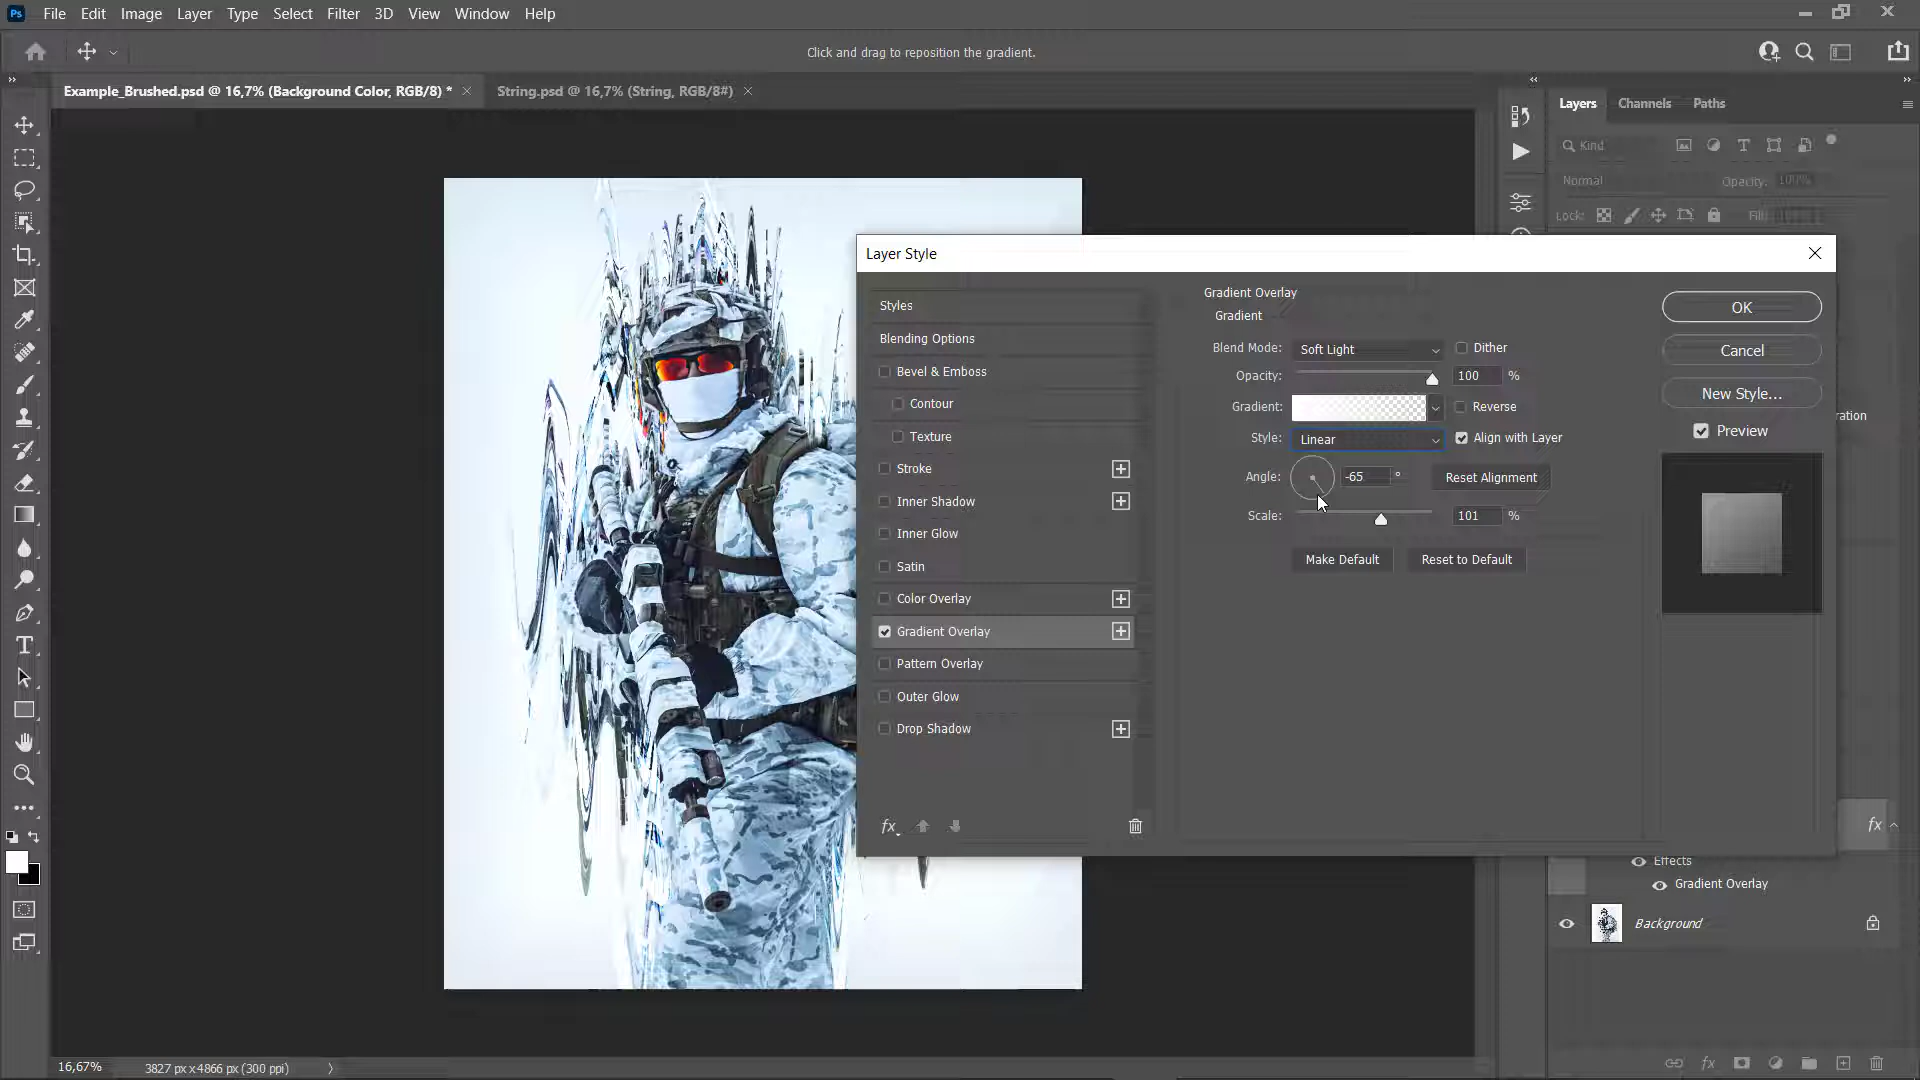 Ps File Edit Image Layer Type Select Filter 3D View Window Help
Click and drag to reposition the gradient.
Example_Brushed.psd @ 16,7% (Background Color, RGB/8) * String.psd @ 16,7% (String, RGB/8#)
Layers Channels Paths
Kind
Normal Opacity: 100%
Lock: Fill:
Layer Style
Styles
Blending Options
Bevel & Emboss
Contour
Texture
Stroke
Inner Shadow
Inner Glow
Satin
Color Overlay
Gradient Overlay
Pattern Overlay
Outer Glow
Drop Shadow
fx
Gradient Overlay
Gradient
Blend Mode: Soft Light Dither
Opacity: 100 %
Gradient: Reverse
Style: Linear Align with Layer
Angle: -65 ° Reset Alignment
Scale: 101 %
Make Default Reset to Default
OK
Cancel
New Style...
Preview
ration
fx
Effects
Gradient Overlay
Background
16,67% 3827 px x 4866 px (300 ppi)
fx